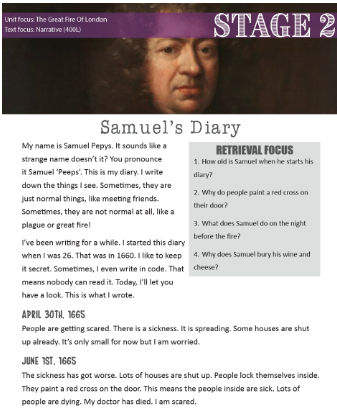 Unit focus: The Great Fire Of London
Text focus: Narrative (400L)
STAGE 2
Samuel's Diary
My name is Samuel Pepys. It sounds like a
strange name doesn't it? You pronounce
it Samuel 'Peeps'. This is my diary. I write
down the things I see. Sometimes, they are
just normal things, like meeting friends.
Sometimes, they are not normal at all, like a
plague or great fire!
I've been writing for a while. I started this diary
when I was 26. That was in 1660. I like to keep
it secret. Sometimes, I even write in code. That
means nobody can read it. Today, I'll let you
have a look. This is what I wrote.
RETRIEVAL FOCUS
1. How old is Samuel when he starts his
diary?
2. Why do people paint a red cross on
their door?
3. What does Samuel do on the night
before the fire?
4. Why does Samuel bury his wine and
cheese?
APRIL 30TH, 1665
People are getting scared. There is a sickness. It is spreading. Some houses are shut
up already. It's only small for now but I am worried.
JUNE 1ST, 1665
The sickness has got worse. Lots of houses are shut up. People lock themselves inside.
They paint a red cross on the door. This means the people inside are sick. Lots of
people are dying. My doctor has died. I am scared.